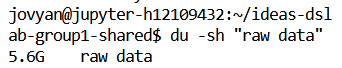 jovyan@jupyter-h12109432:~/ideas-dsl
ab-group1-shared$ du -sh "raw data"
5.6G    raw data